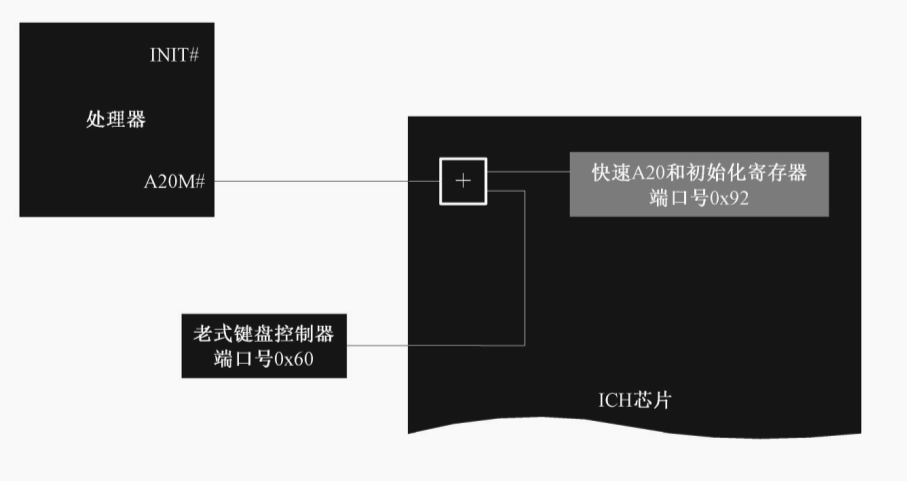 INIT#
处理器
A20M#
+
快速A20和初始化寄存器
端口号0x92
老式键盘控制器
端口号0x60
ICH芯片